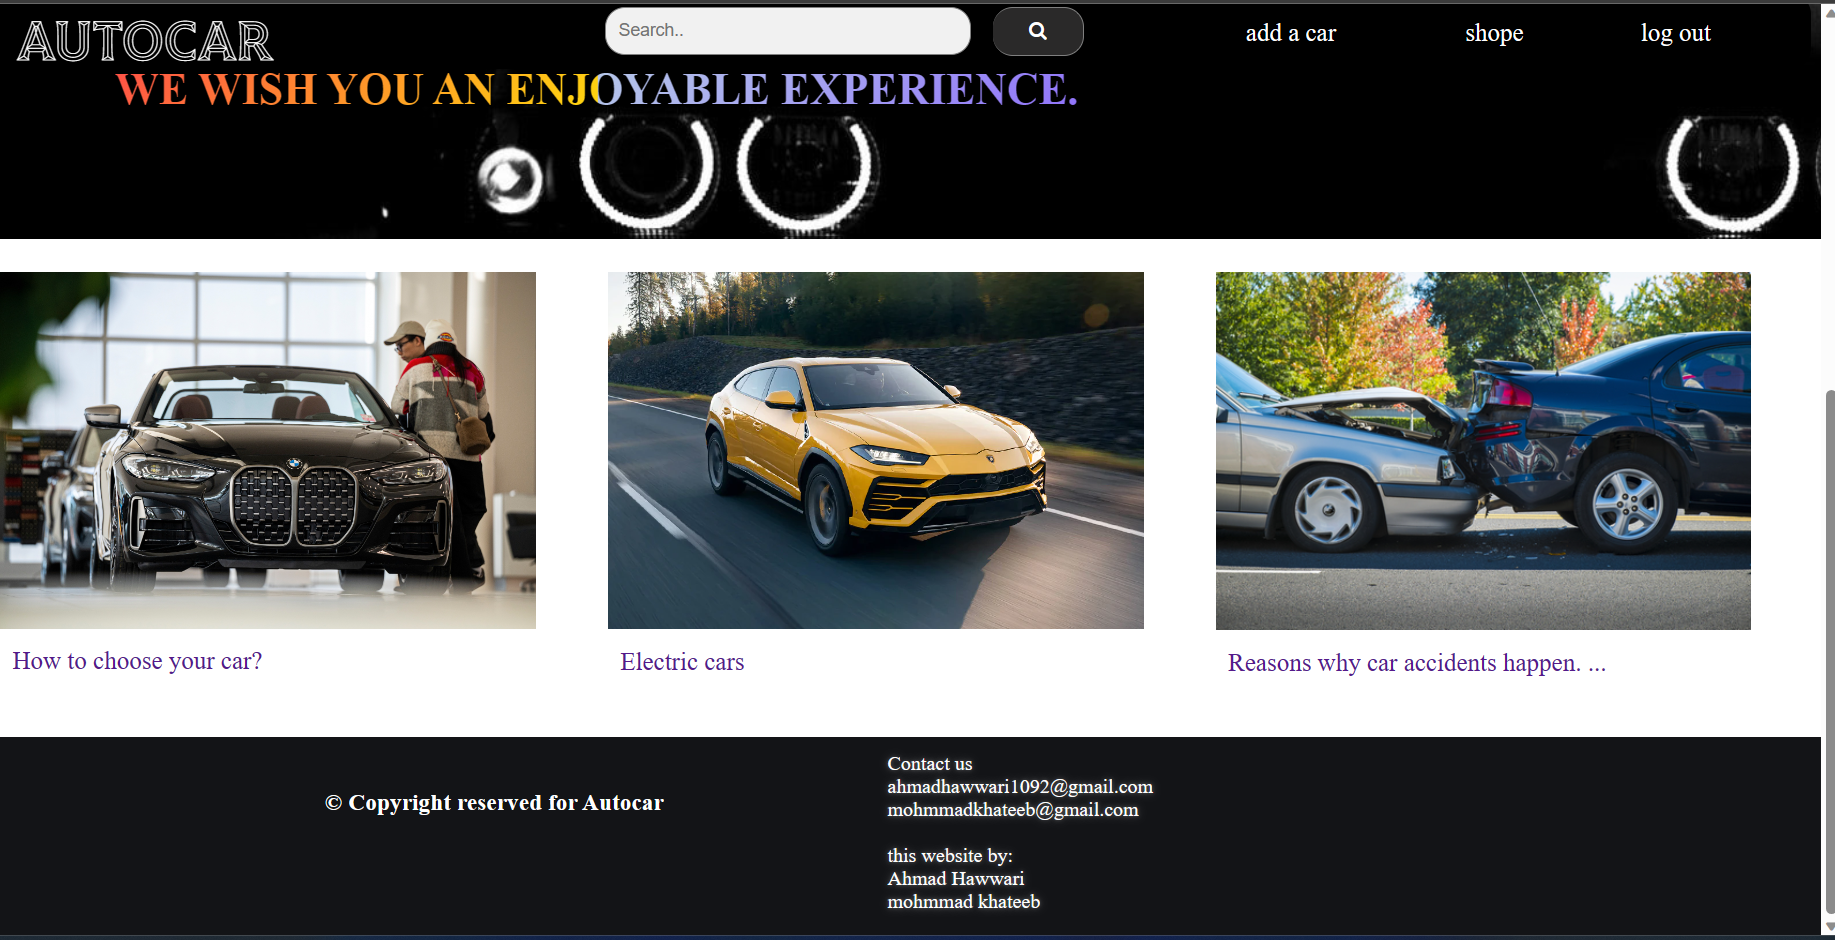 AUTOCAR
Search..
add a car
shope
log out
WE WISH YOU AN ENJOYABLE EXPERIENCE.
How to choose your car?
Electric cars
Reasons why car accidents happen. ...
© Copyright reserved for Autocar
Contact us
ahmadhawwari1092@gmail.com
mohmmadkhateeb@gmail.com
this website by:
Ahmad Hawwari
mohmmad khateeb